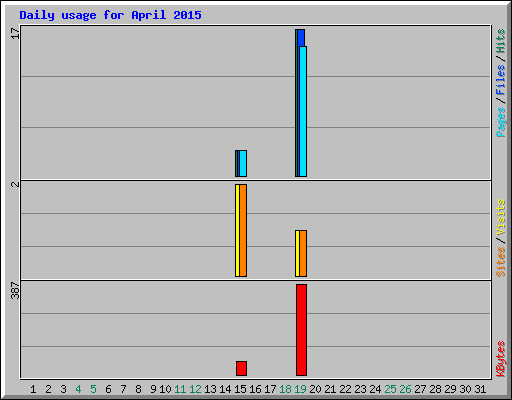 Daily usage for April 2015
17
Pages / Files / Hits
2
Sites / Visits
387
KBytes
1 2 3 4 5 6 7 8 9 10 11 12 13 14 15 16 17 18 19 20 21 22 23 24 25 26 27 28 29 30 31